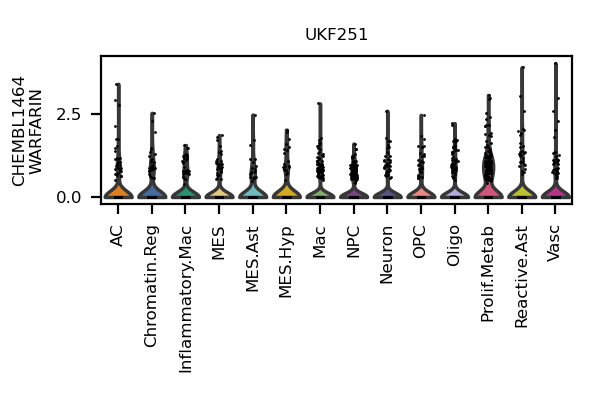 UKF251
CHEMBL1464
WARFARIN
2.5
0.0
AC
Chromatin.Reg
Inflammatory.Mac
MES
MES.Ast
MES.Hyp
Mac
NPC
Neuron
OPC
Oligo
Prolif.Metab
Reactive.Ast
Vasc